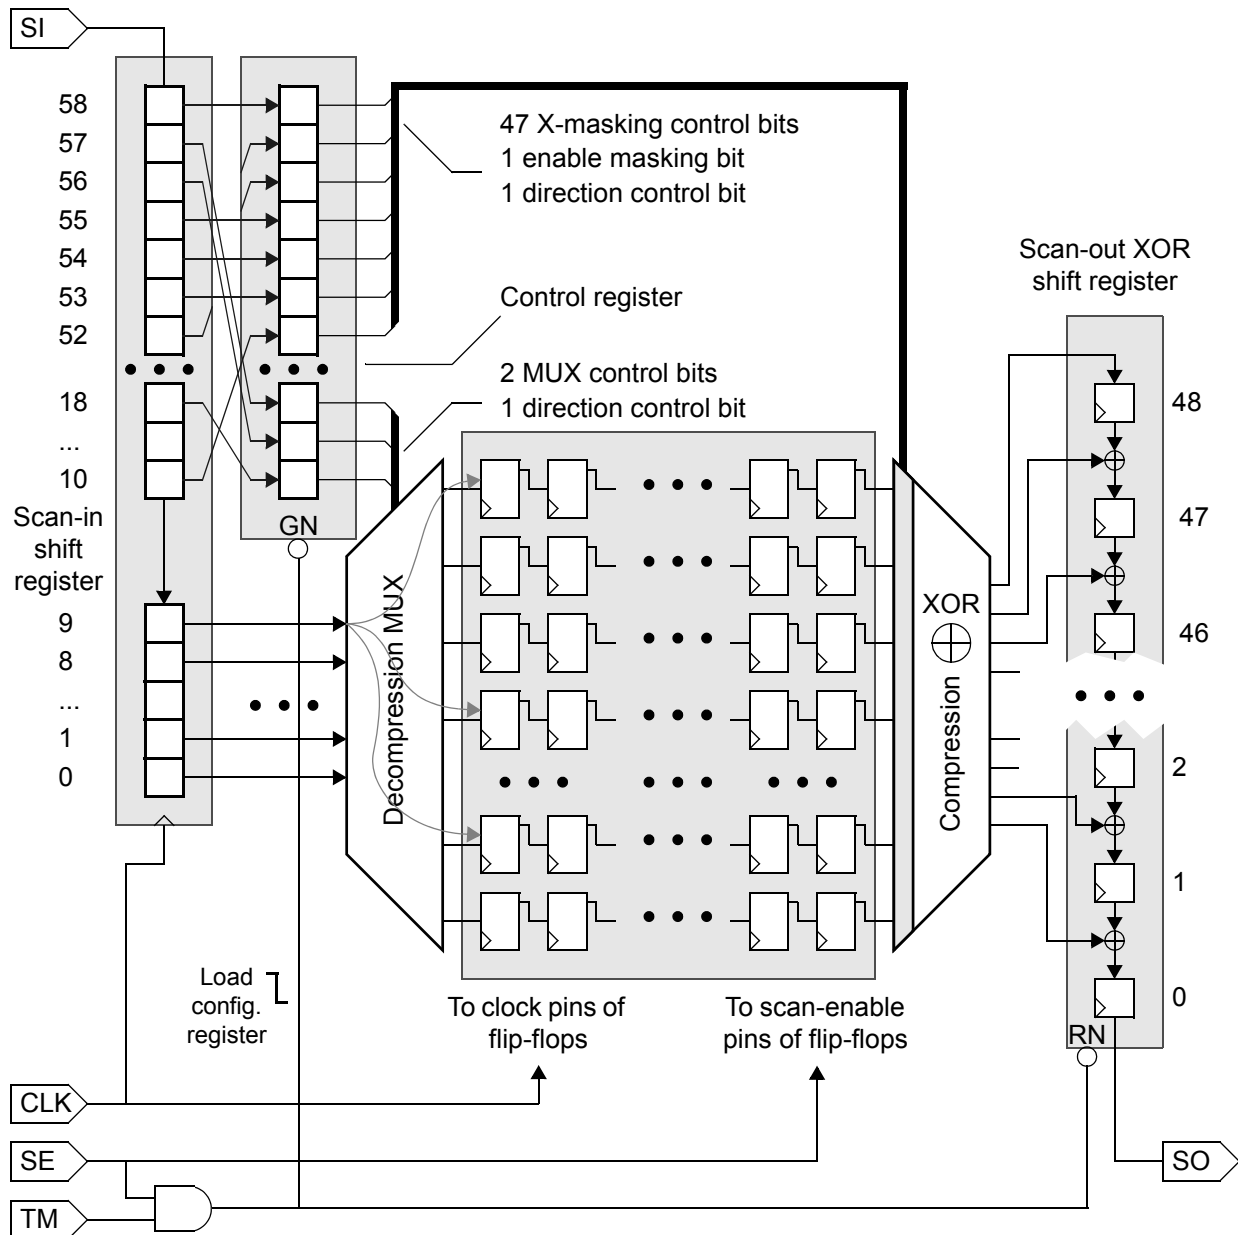 SI
58
57
56
55
54
53
52
18
...
10
Scan-in
shift
register
9
8
...
1
0
47 X-masking control bits
1 enable masking bit
1 direction control bit
Control register
2 MUX control bits
1 direction control bit
GN
Decompression MUX
XOR
Compression
Scan-out XOR
shift register
48
47
46
2
1
0
RN
Load
config.
register
To clock pins of
flip-flops
To scan-enable
pins of flip-flops
CLK
SE
TM
SO